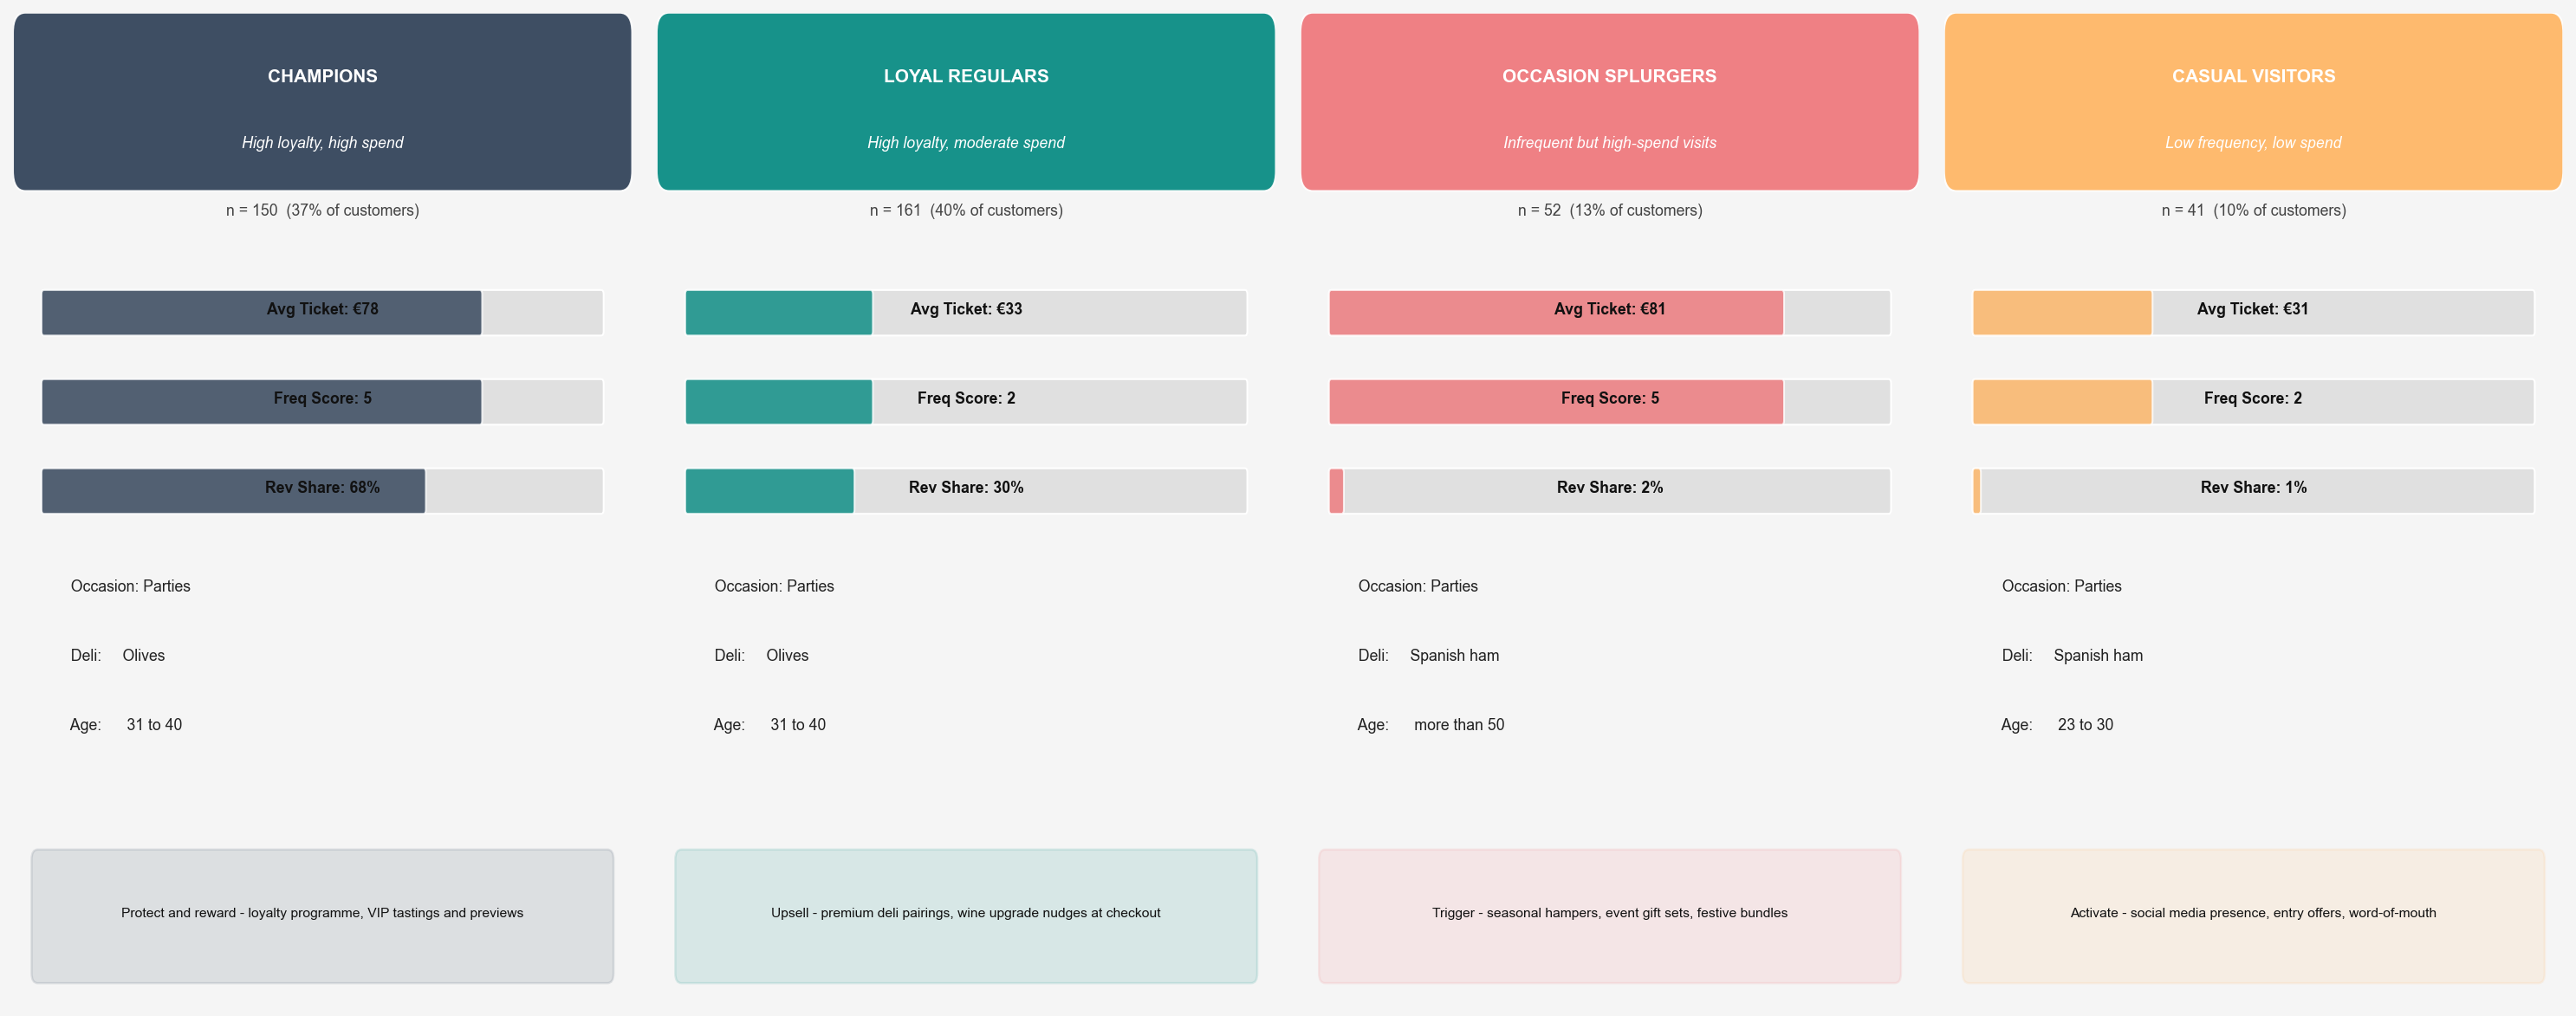 CHAMPIONS
High loyalty, high spend
n = 150 (37% of customers)
Avg Ticket: €78
Freq Score: 5
Rev Share: 68%
Occasion: Parties
Deli: Olives
Age: 31 to 40
Protect and reward - loyalty programme, VIP tastings and previews
LOYAL REGULARS
High loyalty, moderate spend
n = 161 (40% of customers)
Avg Ticket: €33
Freq Score: 2
Rev Share: 30%
Occasion: Parties
Deli: Olives
Age: 31 to 40
Upsell - premium deli pairings, wine upgrade nudges at checkout
OCCASION SPLURGERS
Infrequent but high-spend visits
n = 52 (13% of customers)
Avg Ticket: €81
Freq Score: 5
Rev Share: 2%
Occasion: Parties
Deli: Spanish ham
Age: more than 50
Trigger - seasonal hampers, event gift sets, festive bundles
CASUAL VISITORS
Low frequency, low spend
n = 41 (10% of customers)
Avg Ticket: €31
Freq Score: 2
Rev Share: 1%
Occasion: Parties
Deli: Spanish ham
Age: 23 to 30
Activate - social media presence, entry offers, word-of-mouth